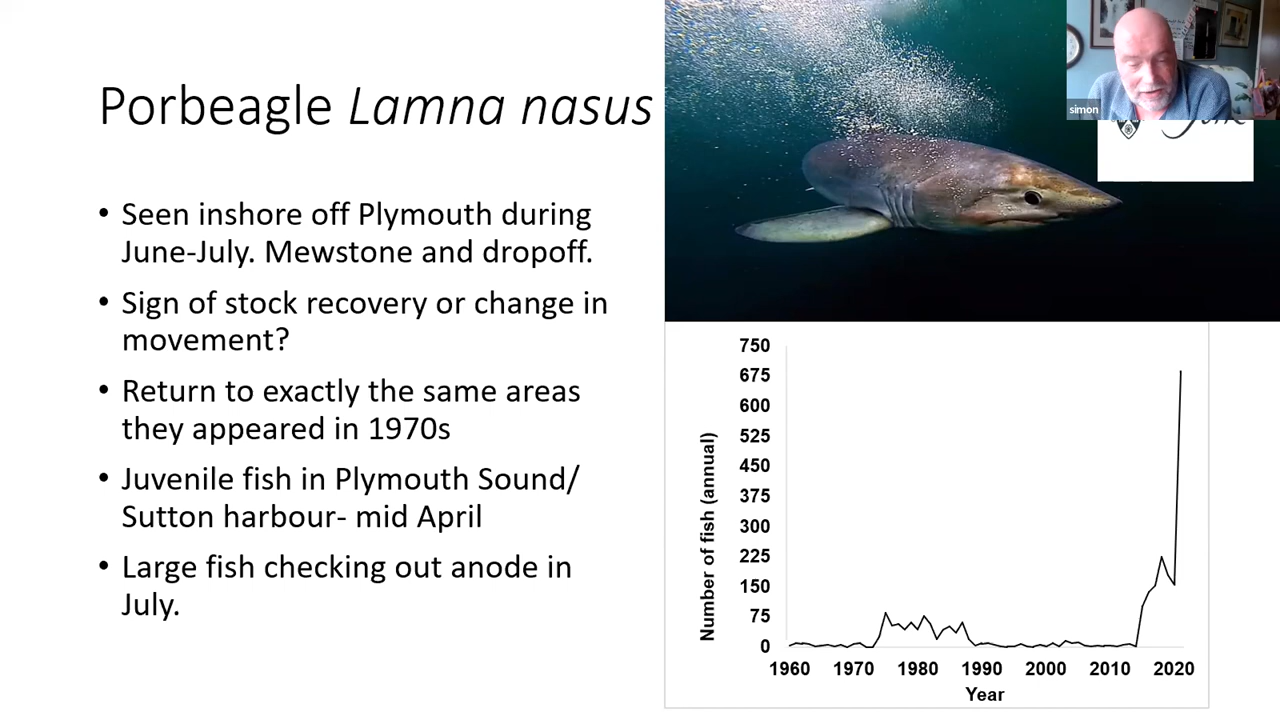 Porbeagle Lamna nasus
• Seen inshore off Plymouth during
June-July. Mewstone and dropoff.
• Sign of stock recovery or change in
movement?
• Return to exactly the same areas
they appeared in 1970s
• Juvenile fish in Plymouth Sound/
Sutton harbour- mid April
• Large fish checking out anode in
July.
simon
750
675
600
525
450
375
300
225
150
75
0
Number of fish (annual)
1960 1970 1980 1990 2000 2010 2020
Year